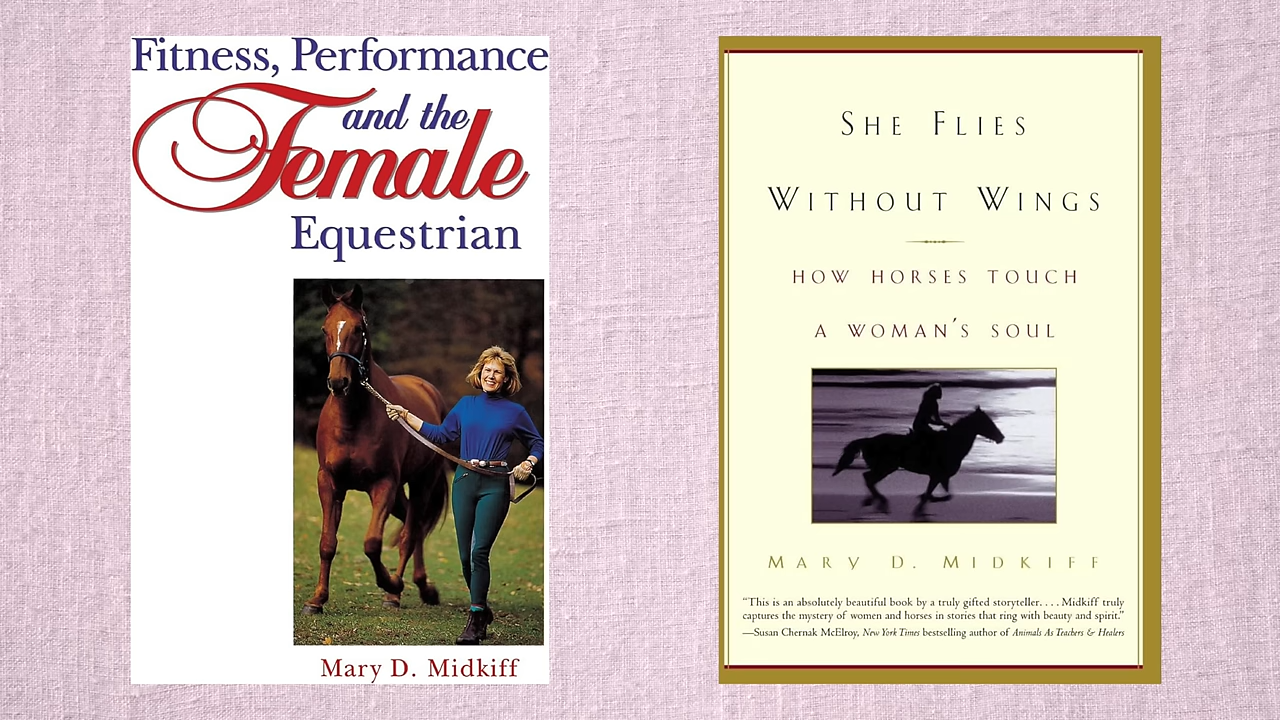 Fitness, Performance
and the
Female
Equestrian
Mary D. Midkiff
She Flies
Without Wings
HOW HORSES TOUCH
A WOMAN'S SOUL
MARY D. MIDKIFF
“This is an absolutely beautiful book by a truly gifted storyteller. . . . Midkiff truly
captures the mystery of women and horses in stories that ring with beauty and spirit.”
—Susan Chernak McElroy, New York Times bestselling author of Animals As Teachers & Healers